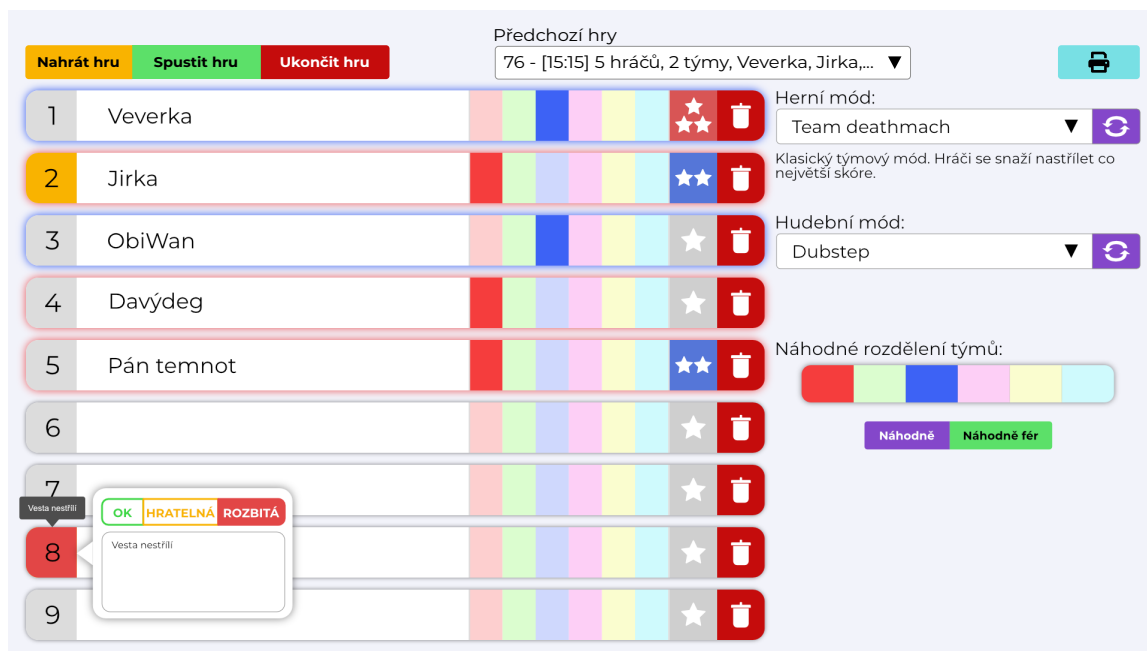 Předchozí hry
Nahrát hru Spustit hru Ukončit hru
76 - [15:15] 5 hráčů, 2 týmy, Veverka, Jirka,...
1 Veverka
2 Jirka
3 ObiWan
4 Davýdeg
5 Pán temnot
6
7
Vesta nestřílí
8
9
OK HRATELNÁ ROZBITÁ
Vesta nestřílí
Herní mód:
Team deathmach
Klasický týmový mód. Hráči se snaží nastřílet co
největší skóre.
Hudební mód:
Dubstep
Náhodné rozdělení týmů:
Náhodně Náhodně fér